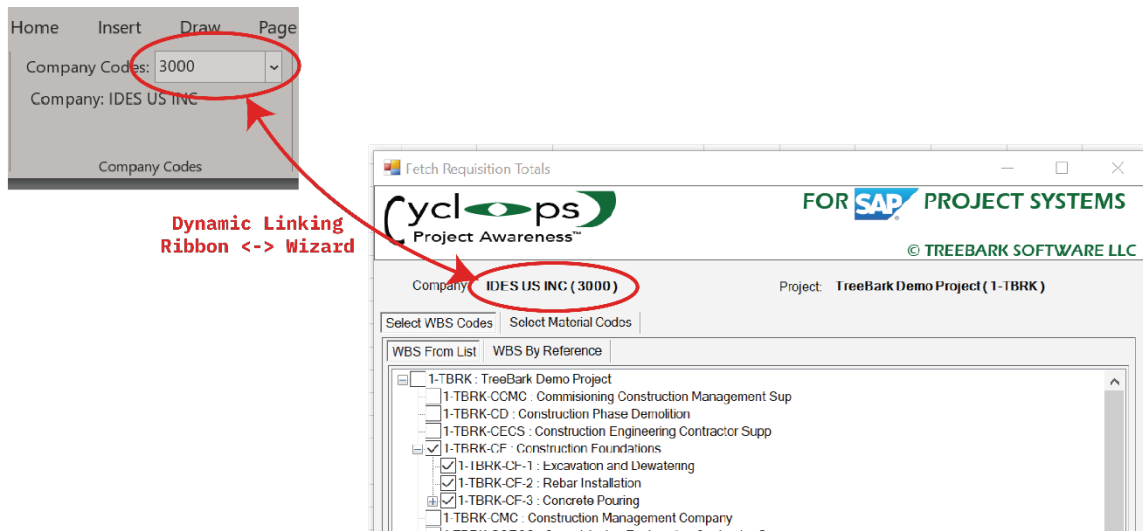 Home Insert Draw Page
Company Codes: 3000
Company: IDES US INC
Company Codes
Dynamic Linking
Ribbon <-> Wizard
Fetch Requisition Totals
Cyclops
Project Awareness™
FOR SAP PROJECT SYSTEMS
© TREEBARK SOFTWARE LLC
Company: IDES US INC ( 3000 )
Project: TreeBark Demo Project ( 1-TBRK )
Select WBS Codes Select Material Codes
WBS From List WBS By Reference
1-TBRK : TreeBark Demo Project
1-TBRK-CCMC : Commisioning Construction Management Sup
1-TBRK-CD : Construction Phase Demolition
1-TBRK-CECS : Construction Engineering Contractor Supp
1-TBRK-CF : Construction Foundations
1-TBRK-CF-1 : Excavation and Dewatering
1-TBRK-CF-2 : Rebar Installation
1-TBRK-CF-3 : Concrete Pouring
1-TBRK-CMC : Construction Management Company